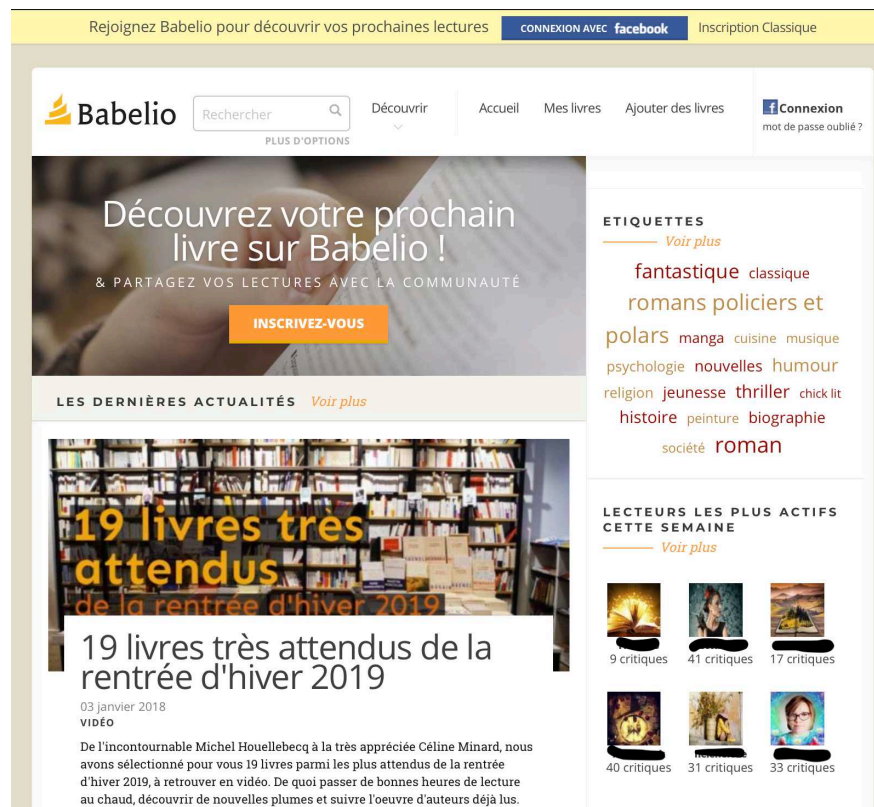 Rejoignez Babelio pour découvrir vos prochaines lectures CONNEXION AVEC facebook Inscription Classique
Babelio Rechercher Découvrir Accueil Mes livres Ajouter des livres Connexion
PLUS D'OPTIONS mot de passe oublié ?
Découvrez votre prochain
livre sur Babelio !
& PARTAGEZ VOS LECTURES AVEC LA COMMUNAUTÉ
INSCRIVEZ-VOUS
LES DERNIÈRES ACTUALITÉS Voir plus
19 livres très
attendus
de la rentrée d'hiver 2019
19 livres très attendus de la
rentrée d'hiver 2019
03 janvier 2018
VIDÉO
De l'incontournable Michel Houellebecq à la très appréciée Céline Minard, nous
avons sélectionné pour vous 19 livres parmi les plus attendus de la rentrée
d'hiver 2019, à retrouver en vidéo. De quoi passer de bonnes heures de lecture
au chaud, découvrir de nouvelles plumes et suivre l'oeuvre d'auteurs déjà lus.
ETIQUETTES
Voir plus
fantastique classique
romans policiers et
polars manga cuisine musique
psychologie nouvelles humour
religion jeunesse thriller chick lit
histoire peinture biographie
société roman
LECTEURS LES PLUS ACTIFS
CETTE SEMAINE
Voir plus
9 critiques 41 critiques 17 critiques
40 critiques 31 critiques 33 critiques